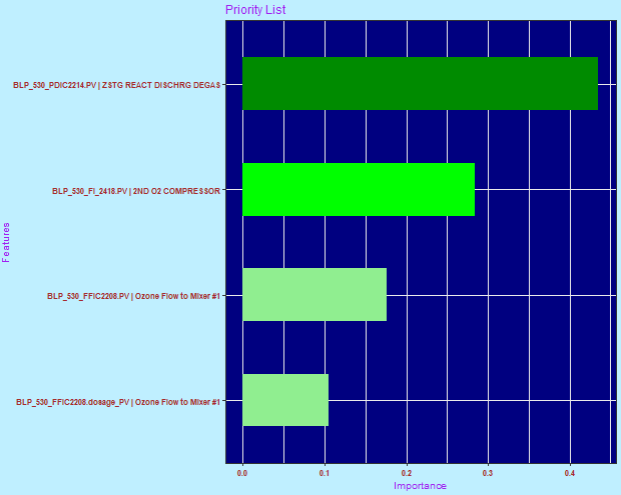 Priority List
BLP_530_PDIC2214.PV | ZSTG REACT DISCHRG DEGAS
BLP_530_FI_2418.PV | 2ND O2 COMPRESSOR
BLP_530_FFIC2208.PV | Ozone Flow to Mixer #1
BLP_530_FFIC2208.dosage_PV | Ozone Flow to Mixer #1
Features
0.0 0.1 0.2 0.3 0.4
Importance